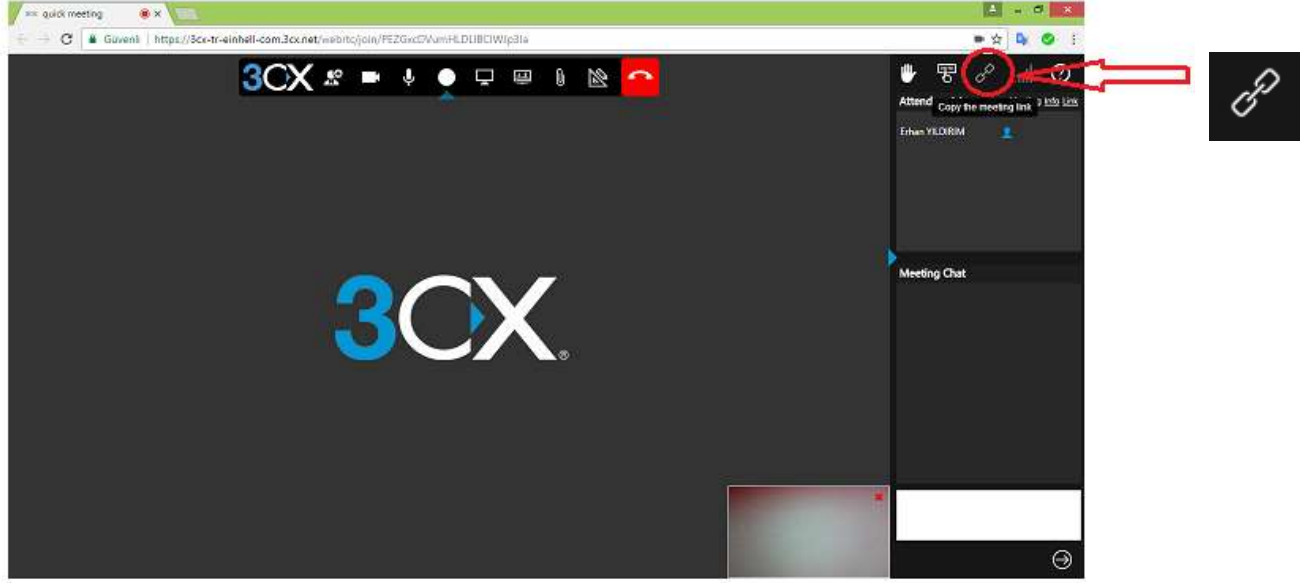 quick meeting
Güvenli | https://3cx-tr-einhell-com.3cx.net/webrtc/join/
3CX
Attend
Info Link
Copy the meeting link
Erhan YILDIRIM
3CX®
Meeting Chat